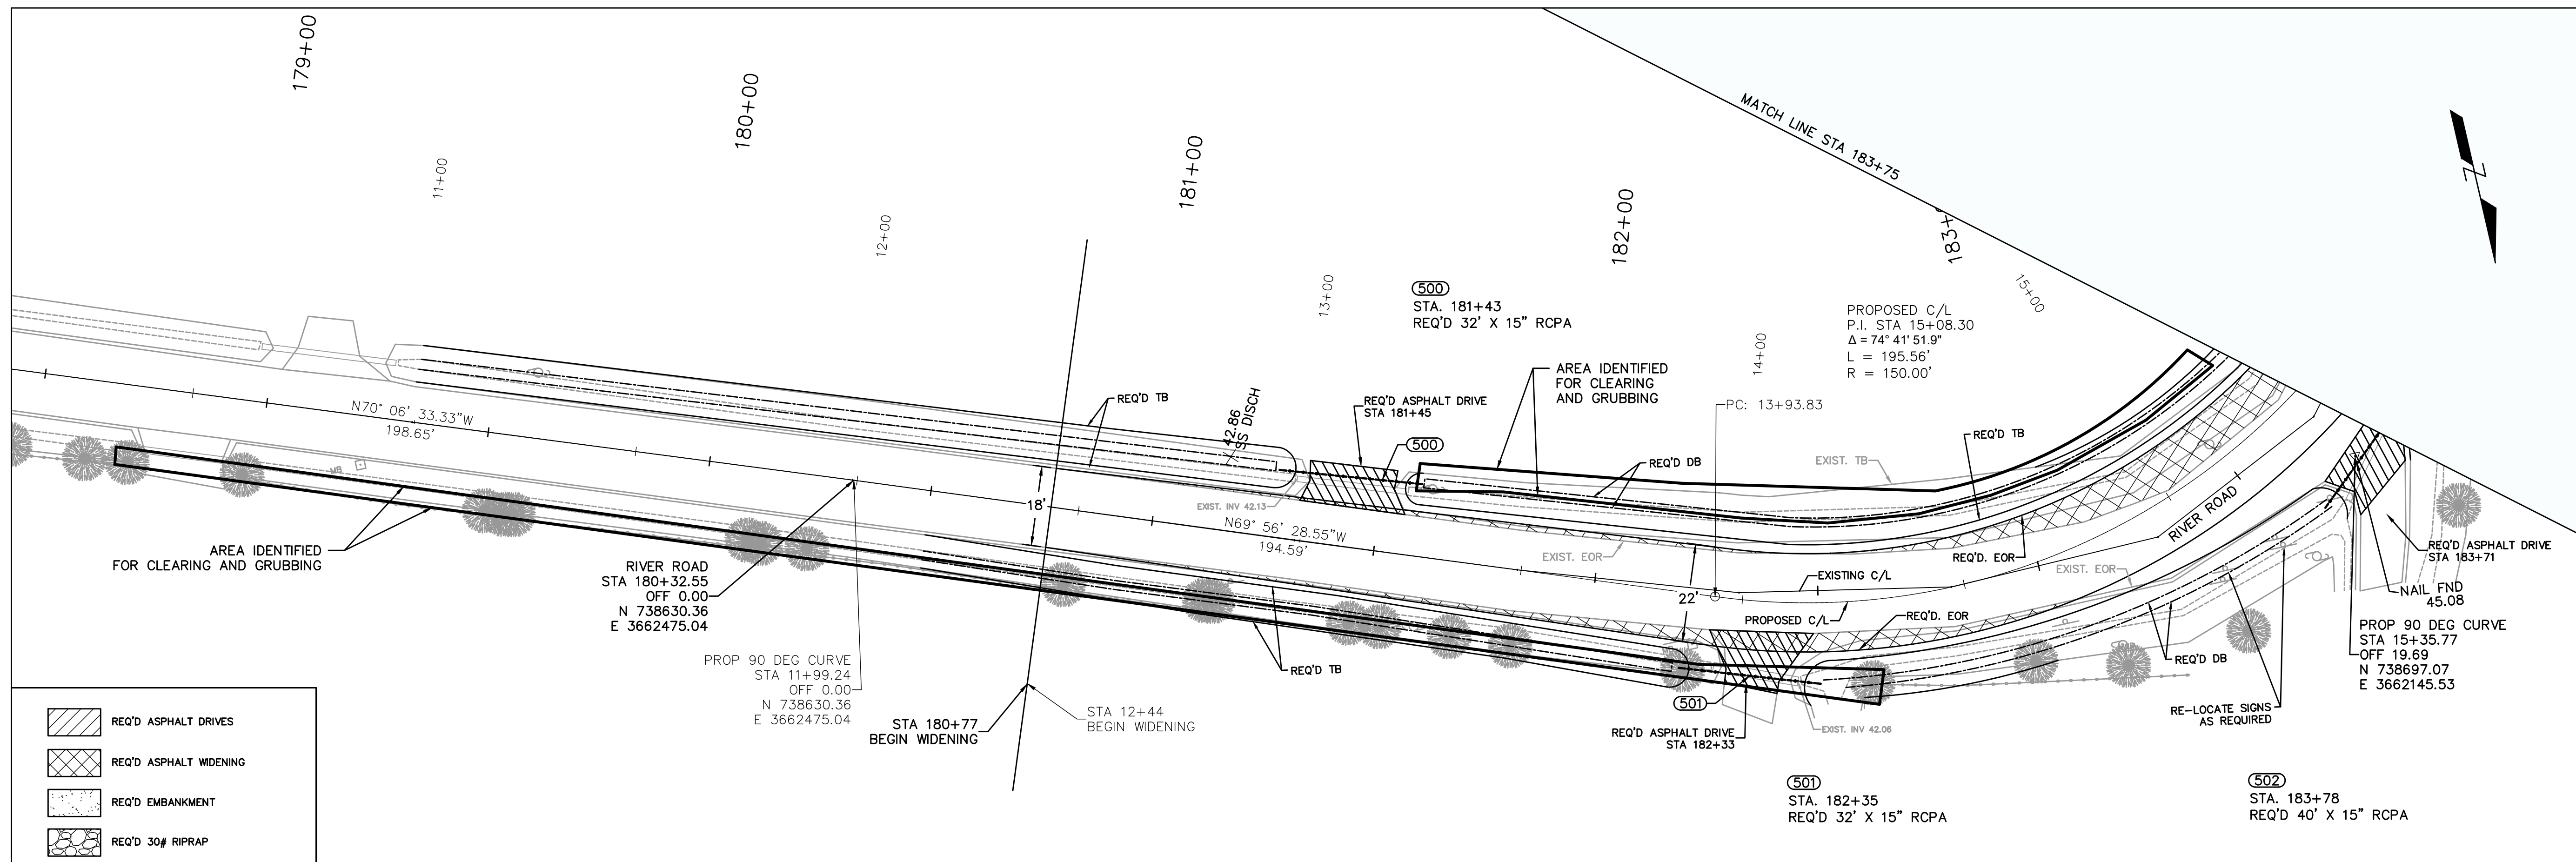 179+00
180+00
181+00
182+00
11+00
12+00
13+00
14+00
15+00
MATCH LINE STA 183+75
500
STA. 181+43
REQ'D 32' X 15" RCPA
PROPOSED C/L
P.I. STA 15+08.30
Δ = 74° 41' 51.9"
L = 195.56'
R = 150.00'
AREA IDENTIFIED
FOR CLEARING
AND GRUBBING
REQ'D ASPHALT DRIVE
STA 181+45
500
REQ'D TB
42.86
SS DISCH
PC: 13+93.83
REQ'D TB
REQ'D DB
EXIST. TB
N70° 06' 33.33"W
198.65'
MB
18'
EXIST. INV 42.13
N69° 56' 28.55"W
194.59'
EXIST. EOR
REQ'D. EOR
RIVER ROAD
EXISTING C/L
EXIST. EOR
REQ'D ASPHALT DRIVE
STA 183+71
NAIL FND
45.08
AREA IDENTIFIED
FOR CLEARING AND GRUBBING
RIVER ROAD
STA 180+32.55
OFF 0.00
N 738630.36
E 3662475.04
22'
PROPOSED C/L
REQ'D. EOR
PROP 90 DEG CURVE
STA 15+35.77
OFF 19.69
N 738697.07
E 3662145.53
REQ'D DB
REQ'D TB
PROP 90 DEG CURVE
STA 11+99.24
OFF 0.00
N 738630.36
E 3662475.04
STA 180+77
BEGIN WIDENING
STA 12+44
BEGIN WIDENING
501
REQ'D ASPHALT DRIVE
STA 182+33
EXIST. INV 42.06
RE-LOCATE SIGNS
AS REQUIRED
501
STA. 182+35
REQ'D 32' X 15" RCPA
502
STA. 183+78
REQ'D 40' X 15" RCPA
REQ'D ASPHALT DRIVES
REQ'D ASPHALT WIDENING
REQ'D EMBANKMENT
REQ'D 30# RIPRAP
Z